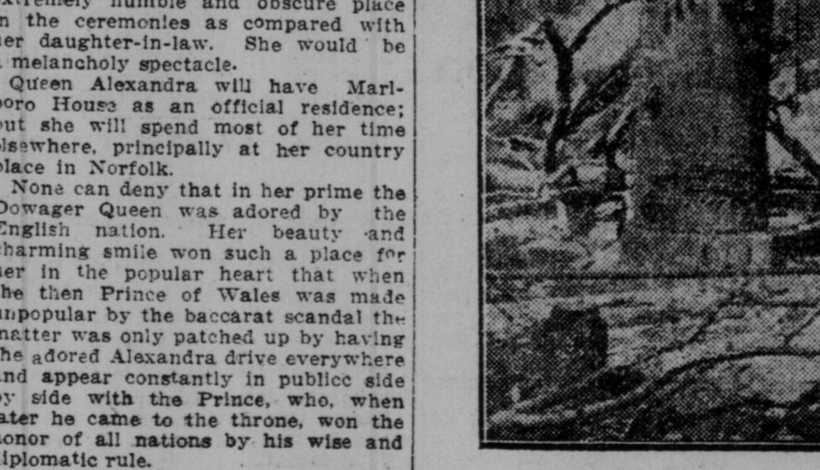 extremely humble and obscure place
in the ceremonies as compared with
her daughter-in-law. She would be
a melancholy spectacle.
Queen Alexandra will have Marl-
boro House as an official residence;
but she will spend most of her time
elsewhere, principally at her country
place in Norfolk.
None can deny that in her prime the
Dowager Queen was adored by the
English nation. Her beauty and
charming smile won such a place for
her in the popular heart that when
the then Prince of Wales was made
unpopular by the baccarat scandal the
matter was only patched up by having
the adored Alexandra drive everywhere
and appear constantly in publicc side
by side with the Prince, who, when
later he came to the throne, won the
honor of all nations by his wise and
diplomatic rule.